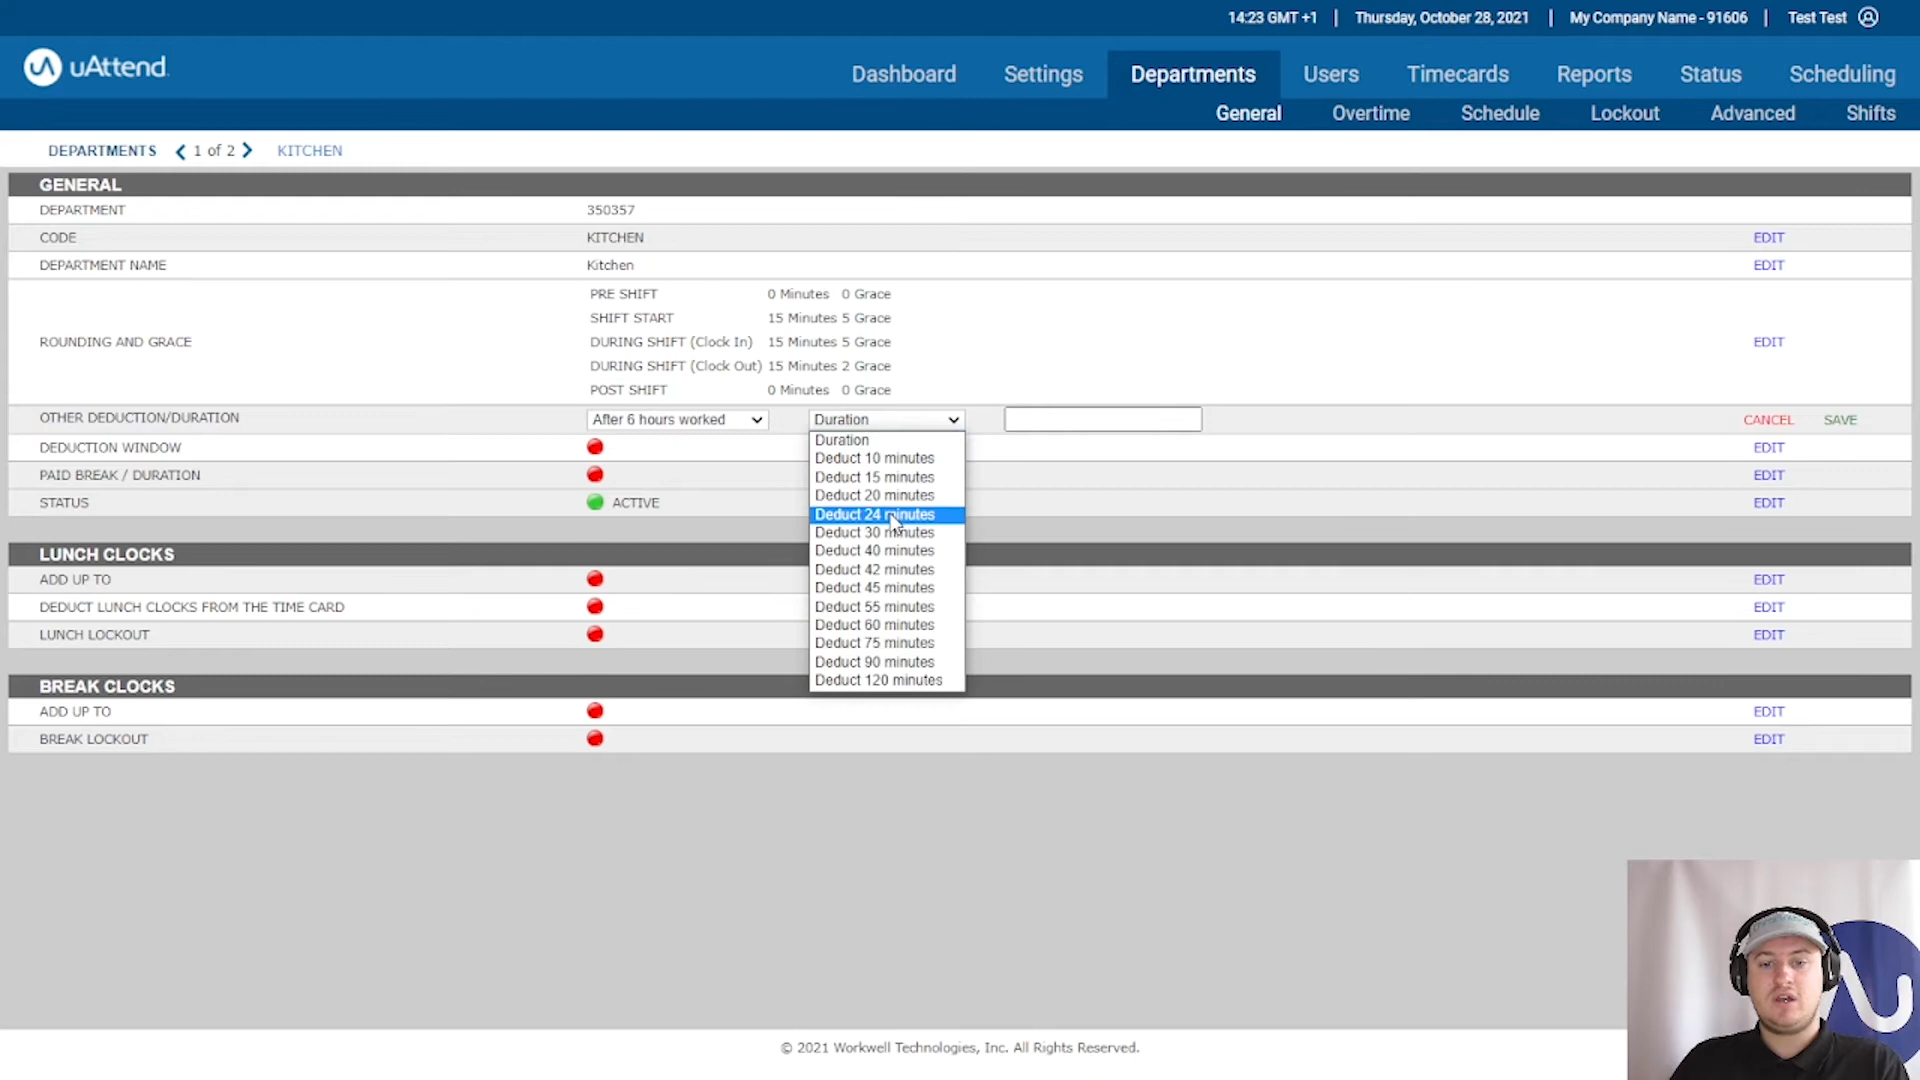 14:23 GMT +1 | Thursday, October 28, 2021 | My Company Name - 91606 | Test Test
uAttend
Dashboard Settings Departments Users Timecards Reports Status Scheduling
General Overtime Schedule Lockout Advanced Shifts
DEPARTMENTS 1 of 2 KITCHEN
GENERAL
DEPARTMENT 350357
CODE KITCHEN EDIT
DEPARTMENT NAME Kitchen EDIT
PRE SHIFT 0 Minutes 0 Grace
SHIFT START 15 Minutes 5 Grace
ROUNDING AND GRACE DURING SHIFT (Clock In) 15 Minutes 5 Grace EDIT
DURING SHIFT (Clock Out) 15 Minutes 2 Grace
POST SHIFT 0 Minutes 0 Grace
OTHER DEDUCTION/DURATION After 6 hours worked Duration CANCEL SAVE
DEDUCTION WINDOW EDIT
PAID BREAK / DURATION EDIT
STATUS ACTIVE EDIT
Duration
Deduct 10 minutes
Deduct 15 minutes
Deduct 20 minutes
Deduct 24 minutes
Deduct 30 minutes
Deduct 40 minutes
Deduct 42 minutes
Deduct 45 minutes
Deduct 55 minutes
Deduct 60 minutes
Deduct 75 minutes
Deduct 90 minutes
Deduct 120 minutes
LUNCH CLOCKS
ADD UP TO EDIT
DEDUCT LUNCH CLOCKS FROM THE TIME CARD EDIT
LUNCH LOCKOUT EDIT
BREAK CLOCKS
ADD UP TO EDIT
BREAK LOCKOUT EDIT
© 2021 Workwell Technologies, Inc. All Rights Reserved.